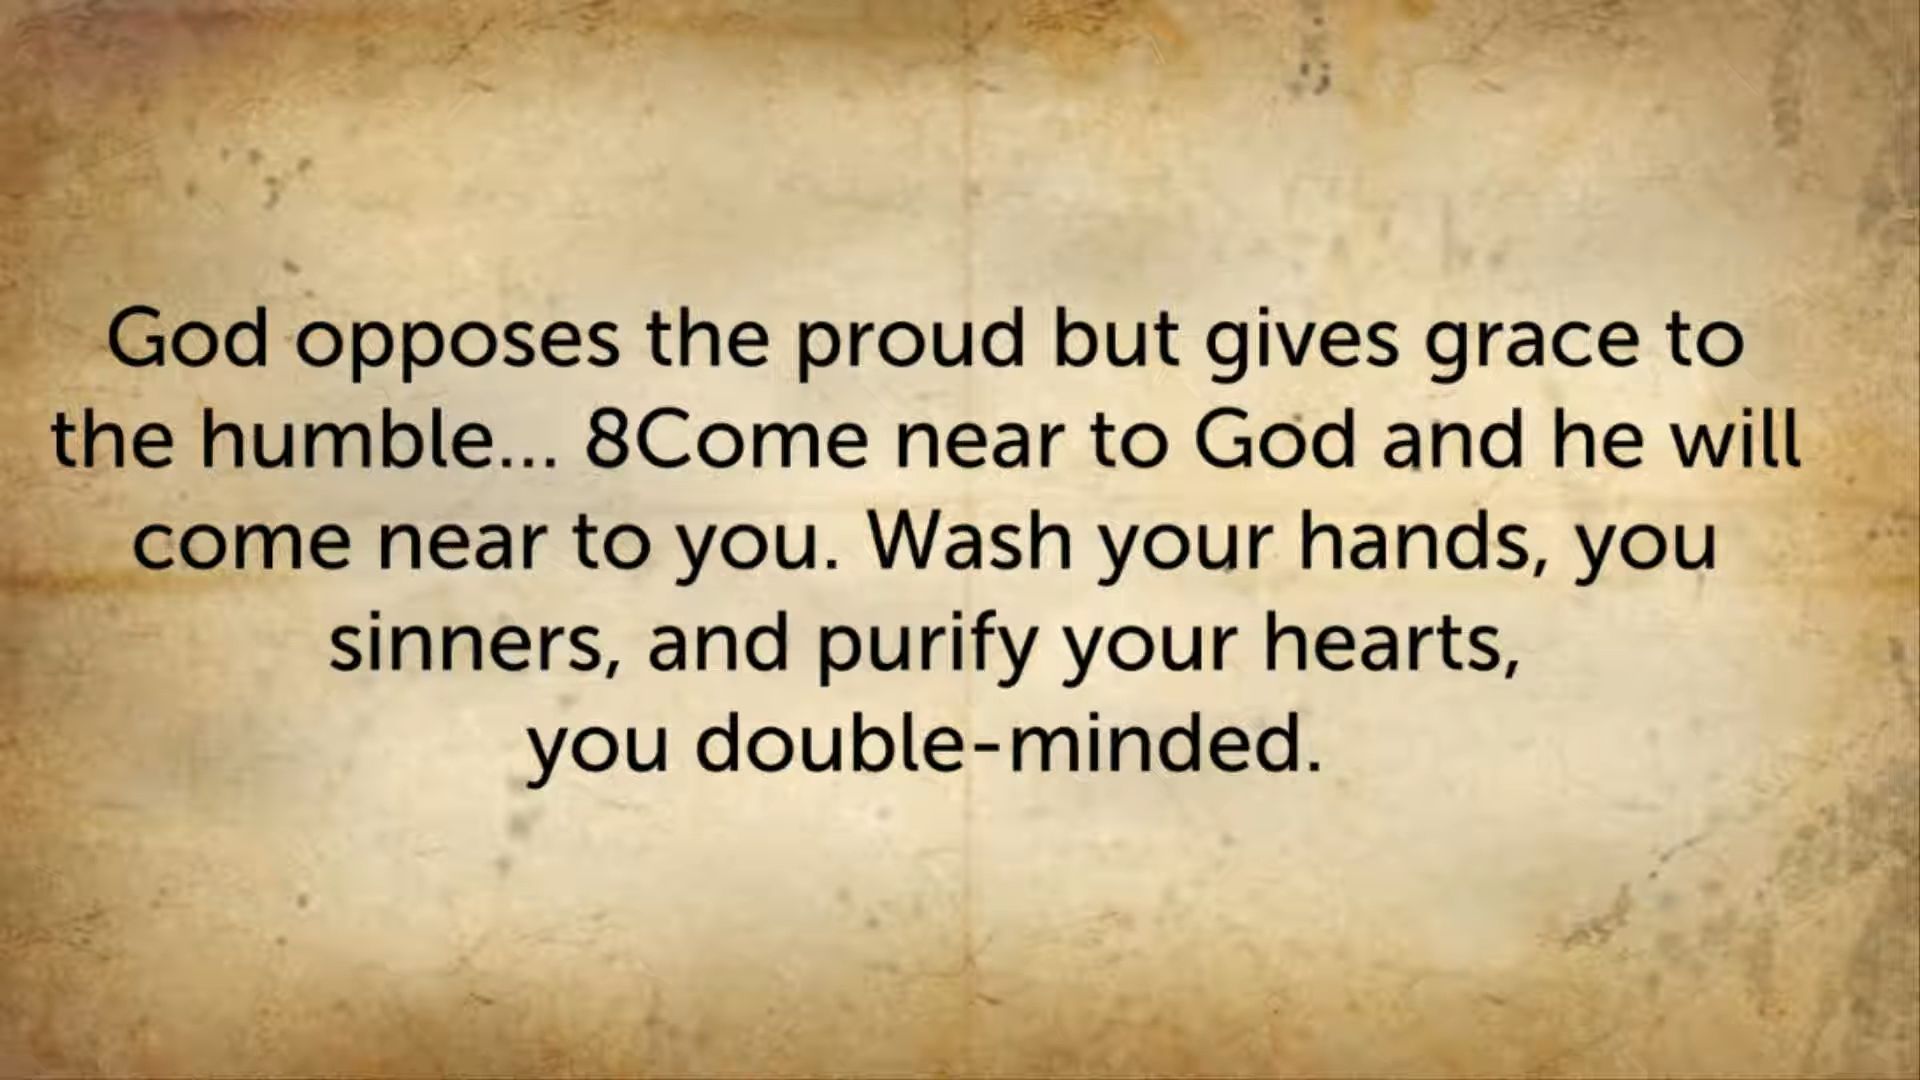 God opposes the proud but gives grace to
the humble... 8Come near to God and he will
come near to you. Wash your hands, you
sinners, and purify your hearts,
you double-minded.